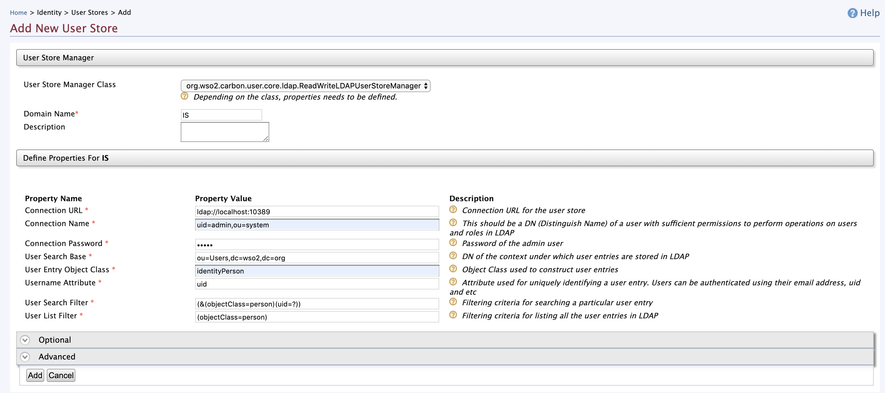 Home > Identity > User Stores > Add
Help
Add New User Store
User Store Manager
User Store Manager Class
org.wso2.carbon.user.core.ldap.ReadWriteLDAPUserStoreManager
Depending on the class, properties needs to be defined.
Domain Name*
IS
Description
Define Properties For IS
Property Name Property Value Description
Connection URL * ldap://localhost:10389 Connection URL for the user store
Connection Name * uid=admin,ou=system This should be a DN (Distinguish Name) of a user with sufficient permissions to perform operations on users
and roles in LDAP
Connection Password * ••••• Password of the admin user
User Search Base * ou=Users,dc=wso2,dc=org DN of the context under which user entries are stored in LDAP
User Entry Object Class * identityPerson Object Class used to construct user entries
Username Attribute * uid Attribute used for uniquely identifying a user entry. Users can be authenticated using their email address, uid
and etc
User Search Filter * (&(objectClass=person)(uid=?)) Filtering criteria for searching a particular user entry
User List Filter * (objectClass=person) Filtering criteria for listing all the user entries in LDAP
Optional
Advanced
Add Cancel